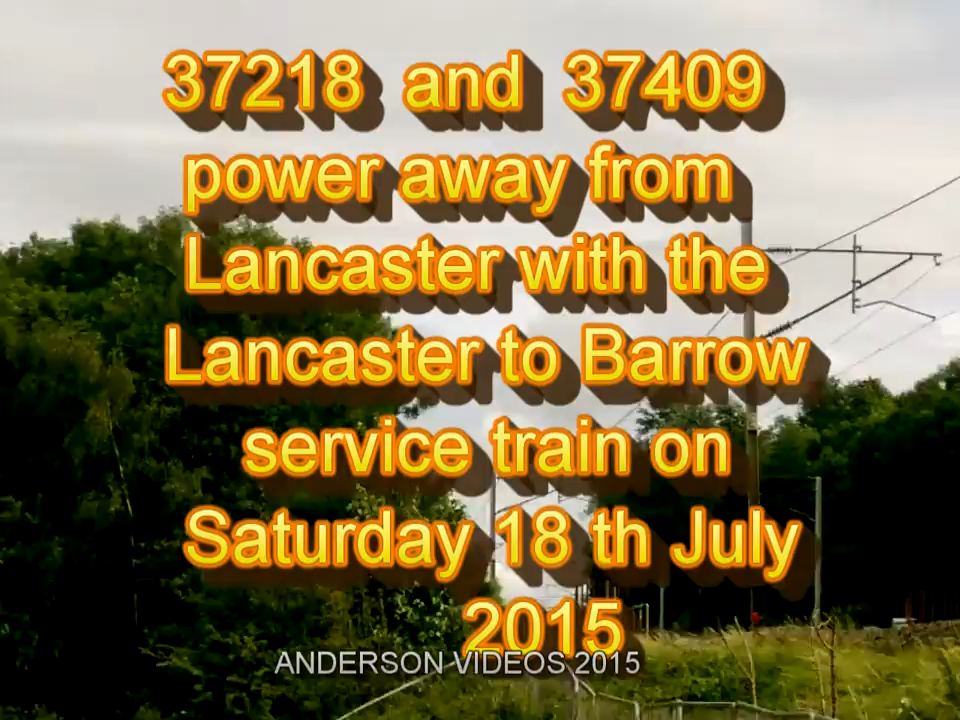 37218 and 37409
power away from
Lancaster with the
Lancaster to Barrow
service train on
Saturday 18 th July
2015
ANDERSON VIDEOS 2015